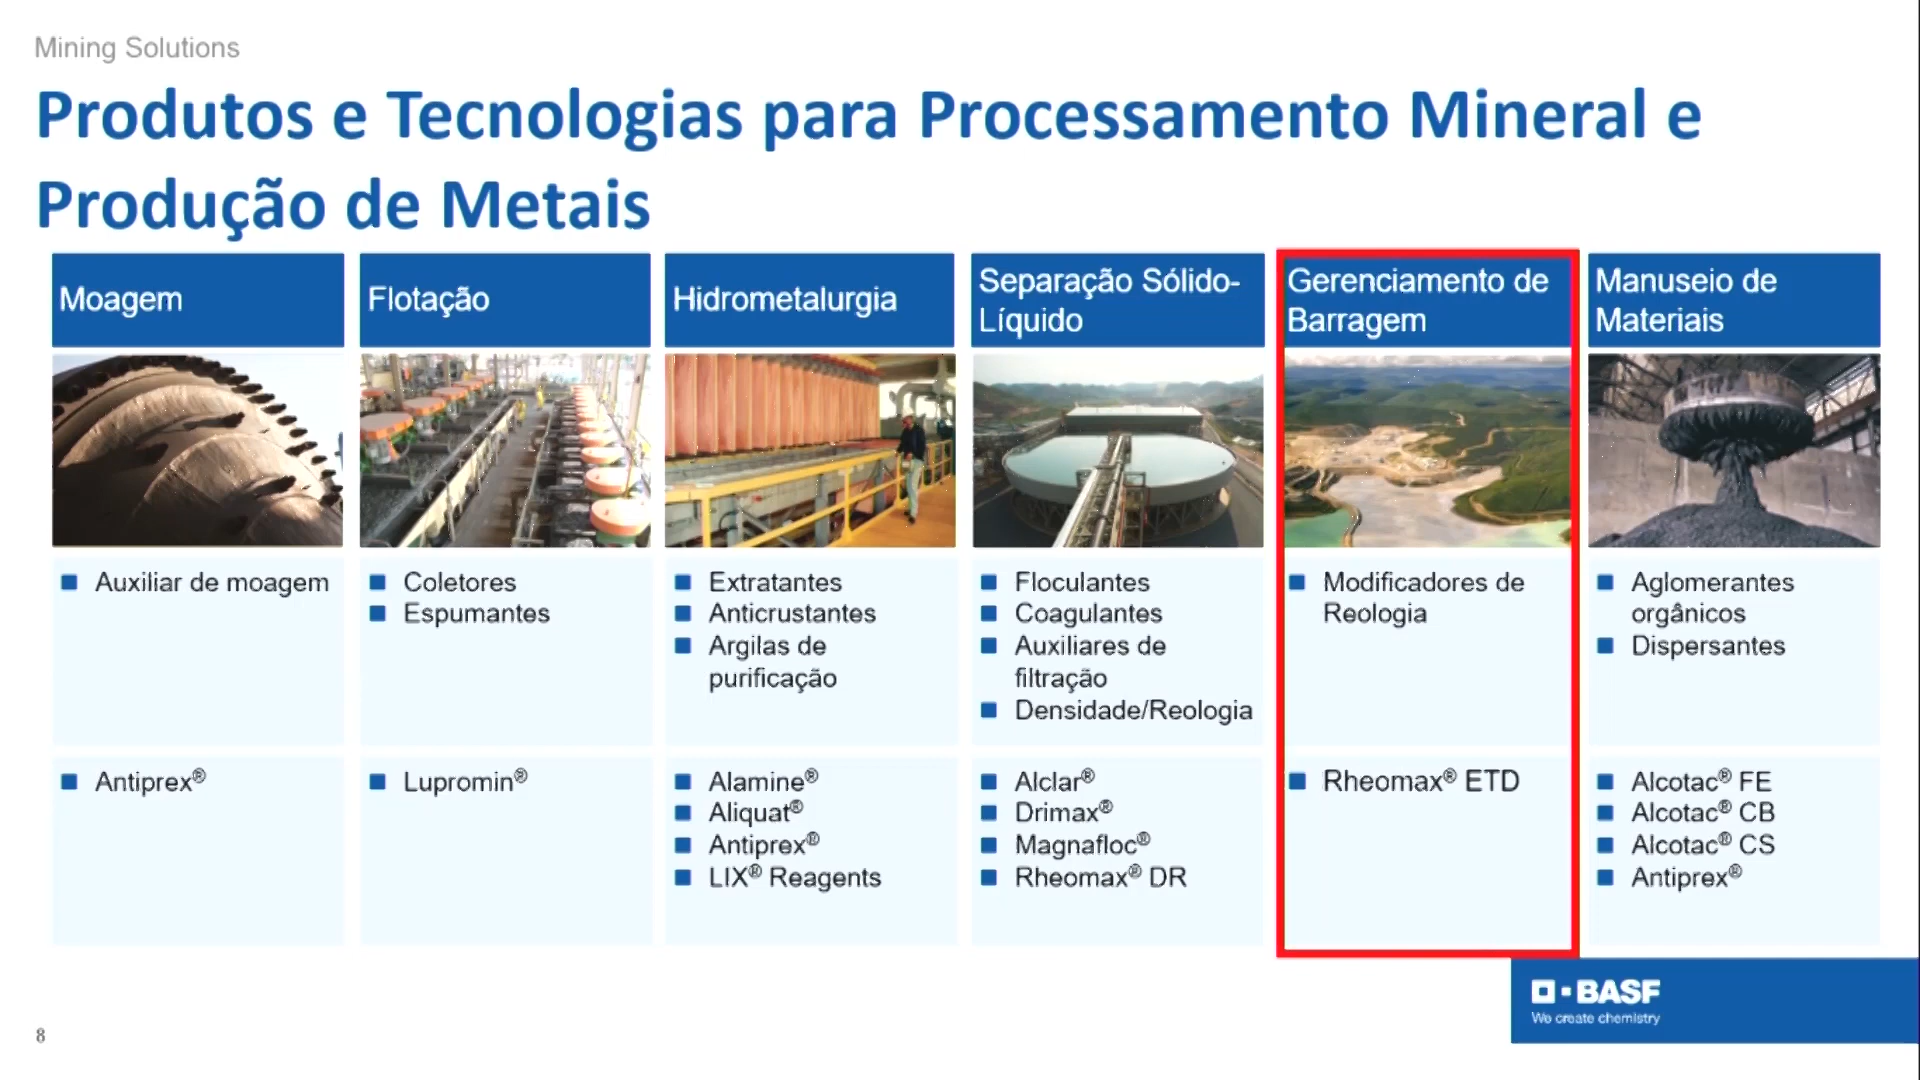 Mining Solutions
Produtos e Tecnologias para Processamento Mineral e
Produção de Metais
Moagem
Flotação
Hidrometalurgia
Separação Sólido-
Líquido
Gerenciamento de
Barragem
Manuseio de
Materiais
Auxiliar de moagem
Coletores
Espumantes
Extratantes
Anticrustantes
Argilas de
purificação
Floculantes
Coagulantes
Auxiliares de
filtração
Densidade/Reologia
Modificadores de
Reologia
Aglomerantes
orgânicos
Dispersantes
Antiprex®
Lupromin®
Alamine®
Aliquat®
Antiprex®
LIX® Reagents
Alclar®
Drimax®
Magnafloc®
Rheomax® DR
Rheomax® ETD
Alcotac® FE
Alcotac® CB
Alcotac® CS
Antiprex®
BASF
We create chemistry
8